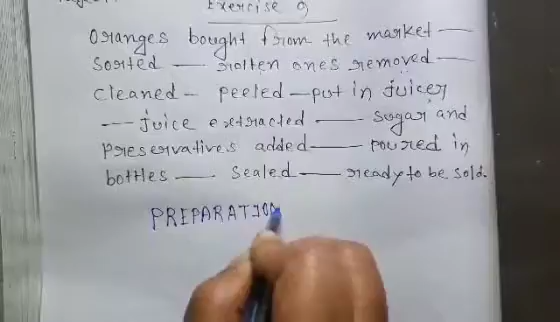 Exercise 9
Oranges bought from the market —
Sorted — rotten ones removed —
cleaned — peeled — put in juicer
— juice extracted — sugar and
preservatives added — poured in
bottles — sealed — ready to be sold.
PREPARATION